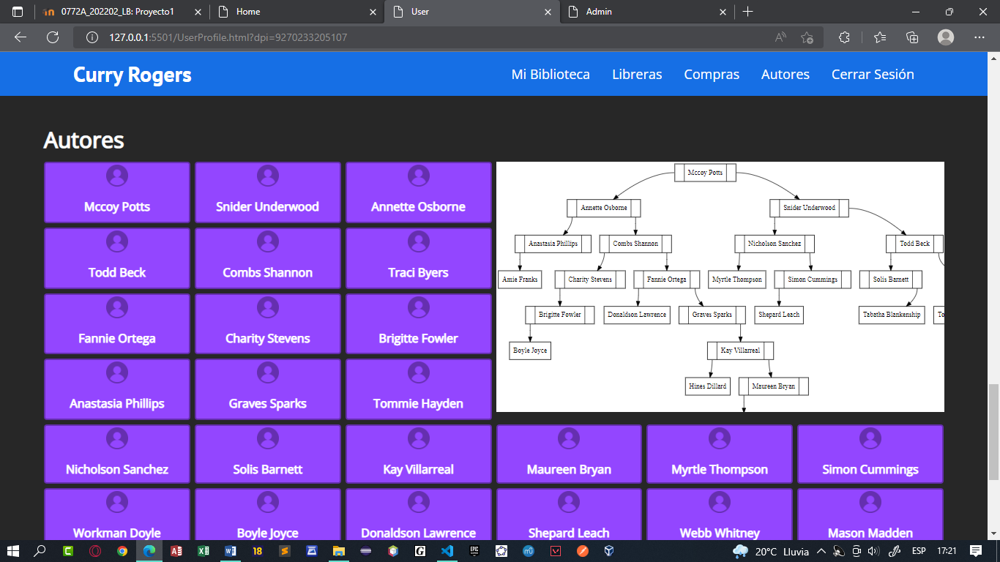 0772A_202202_LB: Proyecto1
Home
User
Admin
127.0.0.1:5501/UserProfile.html?dpi=9270233205107
Curry Rogers
Mi Biblioteca Libreras Compras Autores Cerrar Sesión
Autores
Mccoy Potts Snider Underwood Annette Osborne
Todd Beck Combs Shannon Traci Byers
Fannie Ortega Charity Stevens Brigitte Fowler
Anastasia Phillips Graves Sparks Tommie Hayden
Mccoy Potts
Annette Osborne Snider Underwood
Anastasia Phillips Combs Shannon Nicholson Sanchez Todd Beck
Amie Franks Charity Stevens Fannie Ortega Myrtle Thompson Simon Cummings Solis Barnett
Brigitte Fowler Donaldson Lawrence Graves Sparks Shepard Leach Tabatha Blankenship To
Boyle Joyce Kay Villarreal
Hines Dillard Maureen Bryan
Nicholson Sanchez Solis Barnett Kay Villarreal Maureen Bryan Myrtle Thompson Simon Cummings
Workman Doyle Boyle Joyce Donaldson Lawrence Shepard Leach Webb Whitney Mason Madden
20°C Lluvia ESP 17:21